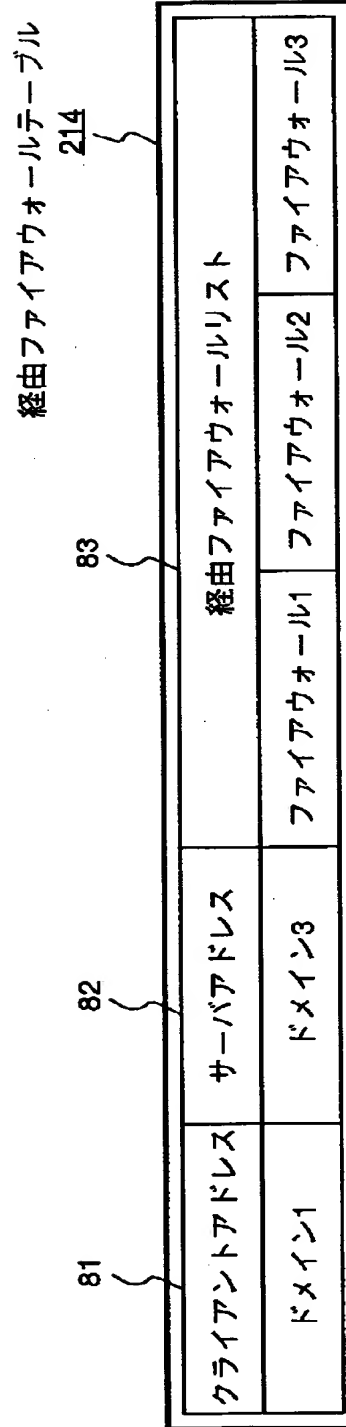 経由ファイアウォールテーブル
214
81
82
83
クライアントアドレス
サーバアドレス
経由ファイアウォールリスト
ドメイン1
ドメイン3
ファイアウォール1
ファイアウォール2
ファイアウォール3